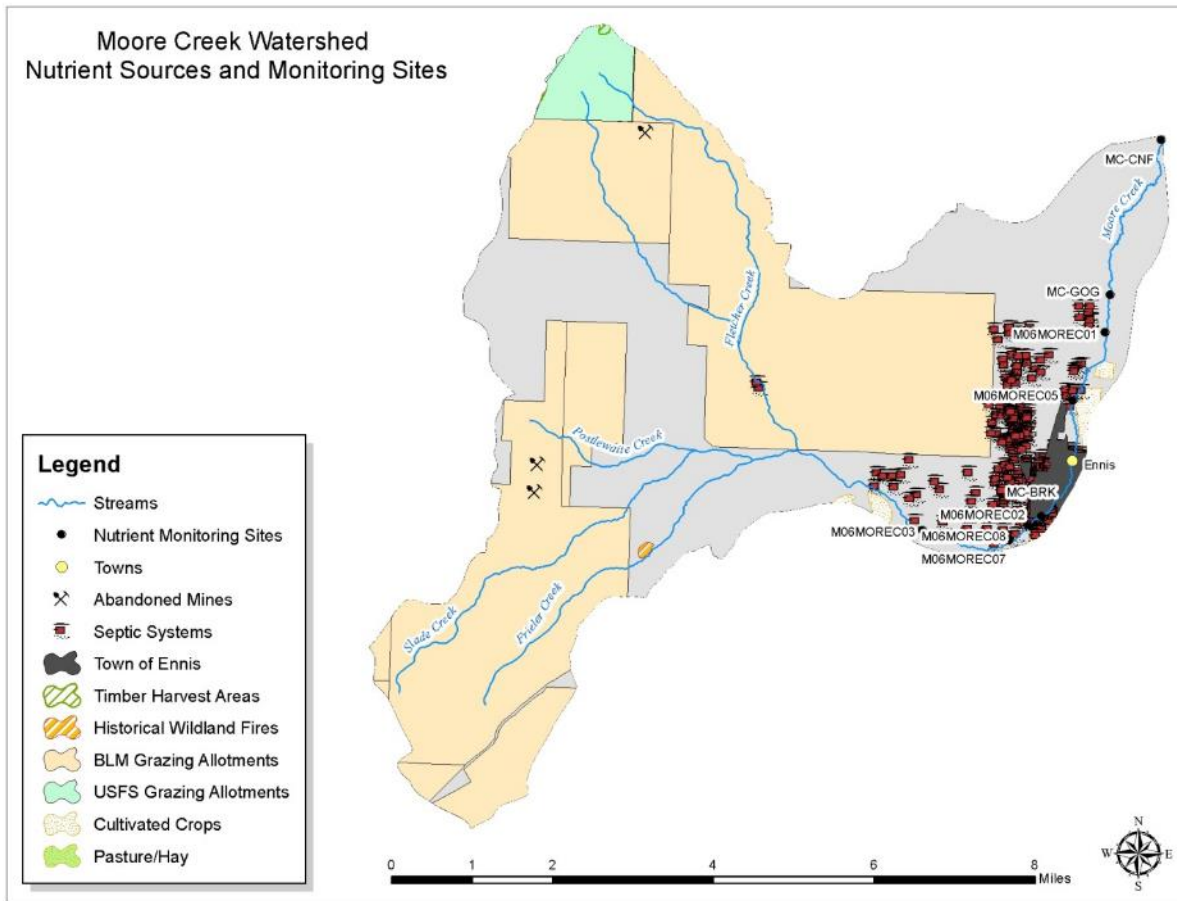 Moore Creek Watershed
Nutrient Sources and Monitoring Sites
MC-CNF
Moore Creek
MC-GOG
M06MOREC01
Fletcher Creek
M06MOREC05
Postlewaite Creek
Ennis
MC-BRK
M06MOREC02
M06MOREC03
M06MOREC08
M06MOREC07
Slade Creek
Frieler Creek
Legend
Streams
Nutrient Monitoring Sites
Towns
Abandoned Mines
Septic Systems
Town of Ennis
Timber Harvest Areas
Historical Wildland Fires
BLM Grazing Allotments
USFS Grazing Allotments
Cultivated Crops
Pasture/Hay
0 1 2 4 6 8
Miles
N
W E
S